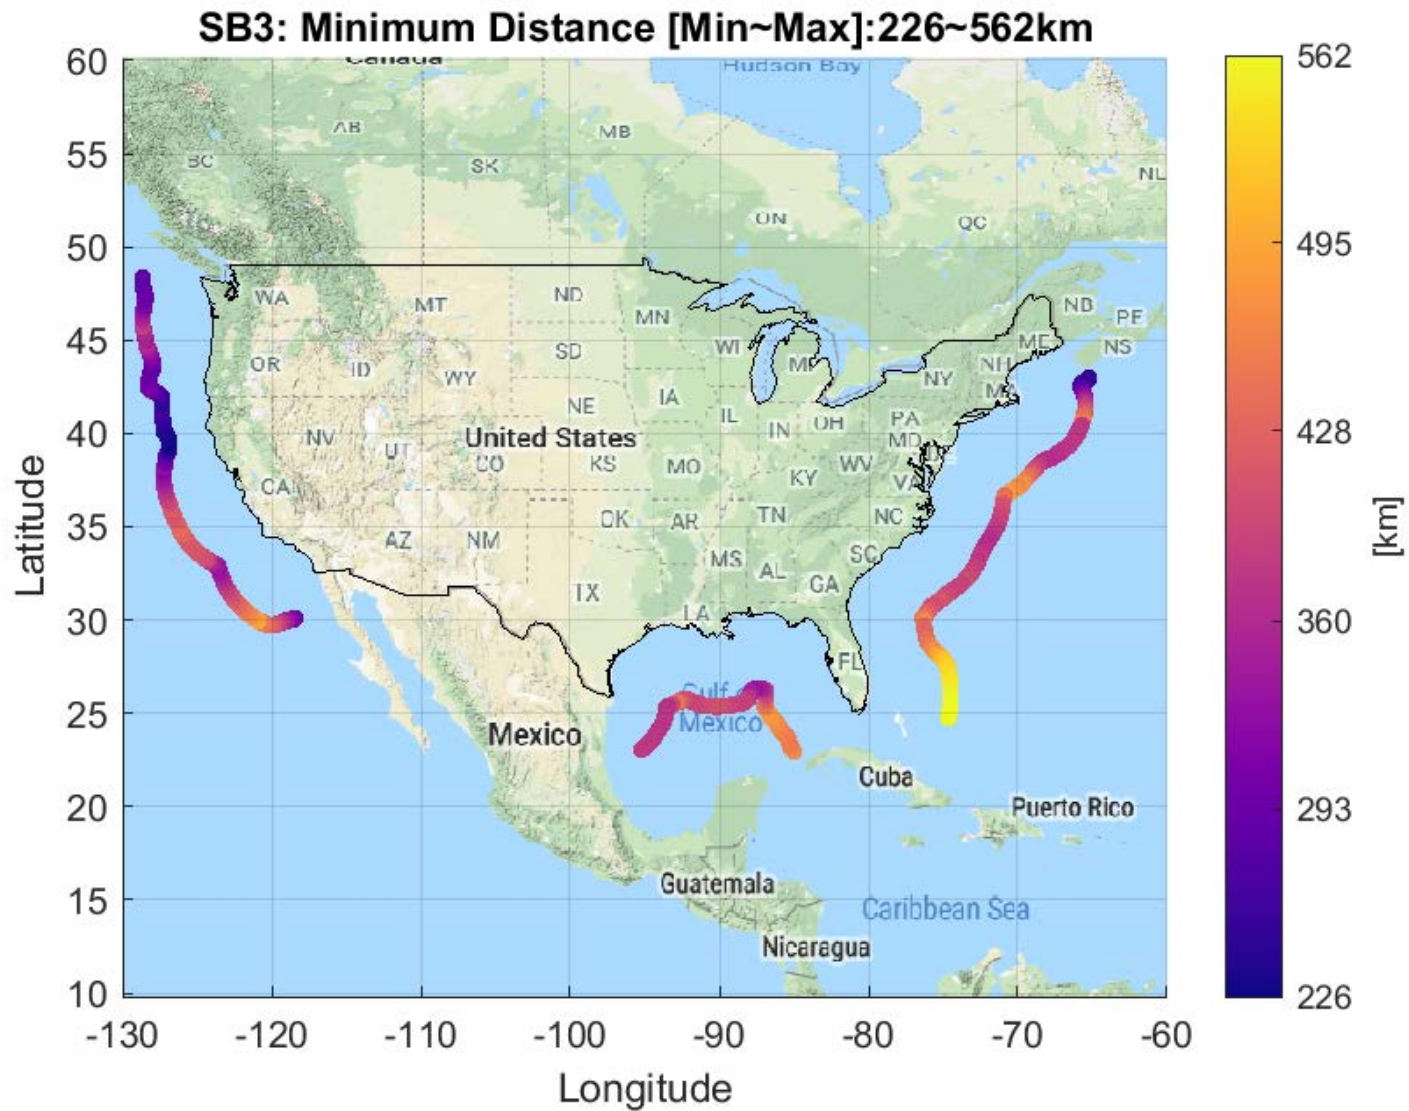 SB3: Minimum Distance [Min~Max]:226~562km
Canada
Hudson Bay
AB
MB
BC
SK
NL
ON
QC
WA
MT
ND
MN
NB
PE
OR
ID
SD
WI
MI
ME
NS
WY
NH
NY
IA
MA
NE
IL
IN
OH
PA
NV
UT
United States
MD
CO
KS
MO
WV
CA
KY
VA
OK
AR
TN
NC
AZ
NM
MS
AL
SC
TX
GA
LA
FL
Gulf of
Mexico
Mexico
Cuba
Puerto Rico
Guatemala
Caribbean Sea
Nicaragua
60
55
50
45
40
35
30
25
20
15
10
Latitude
-130 -120 -110 -100 -90 -80 -70 -60
Longitude
562
495
428
360
293
226
[km]